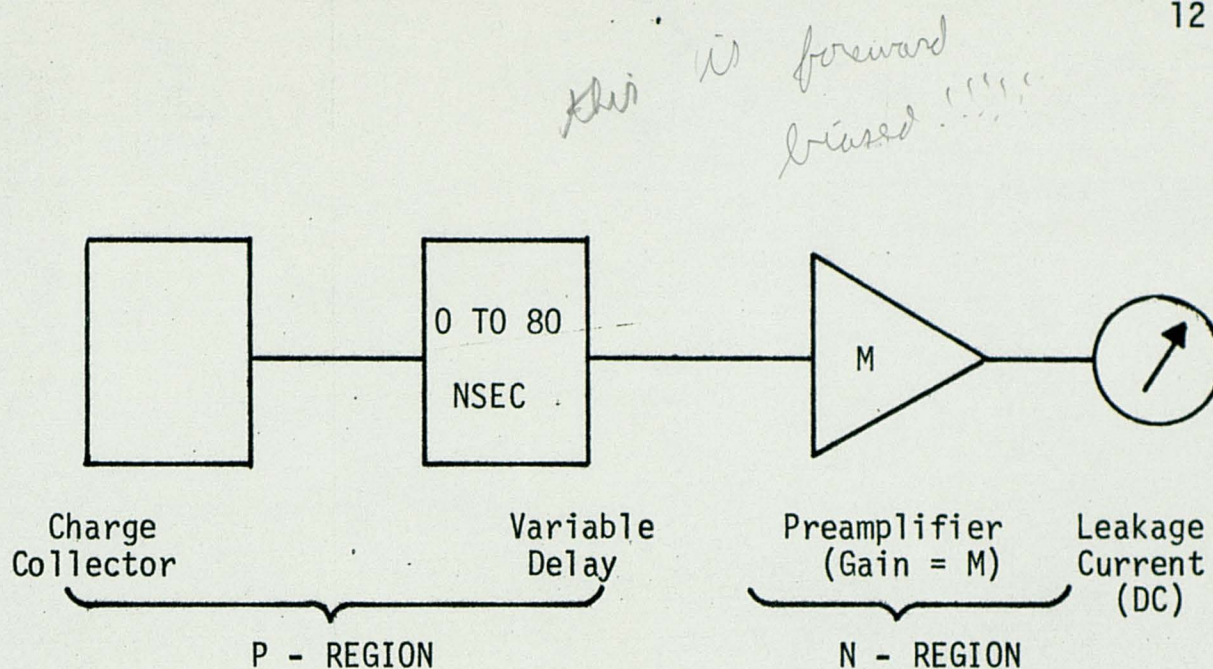 12
this is forward
biased !!!!!
0 TO 80
NSEC
M
Charge
Collector
Variable
Delay
Preamplifier
(Gain = M)
Leakage
Current
(DC)
P - REGION
N - REGION